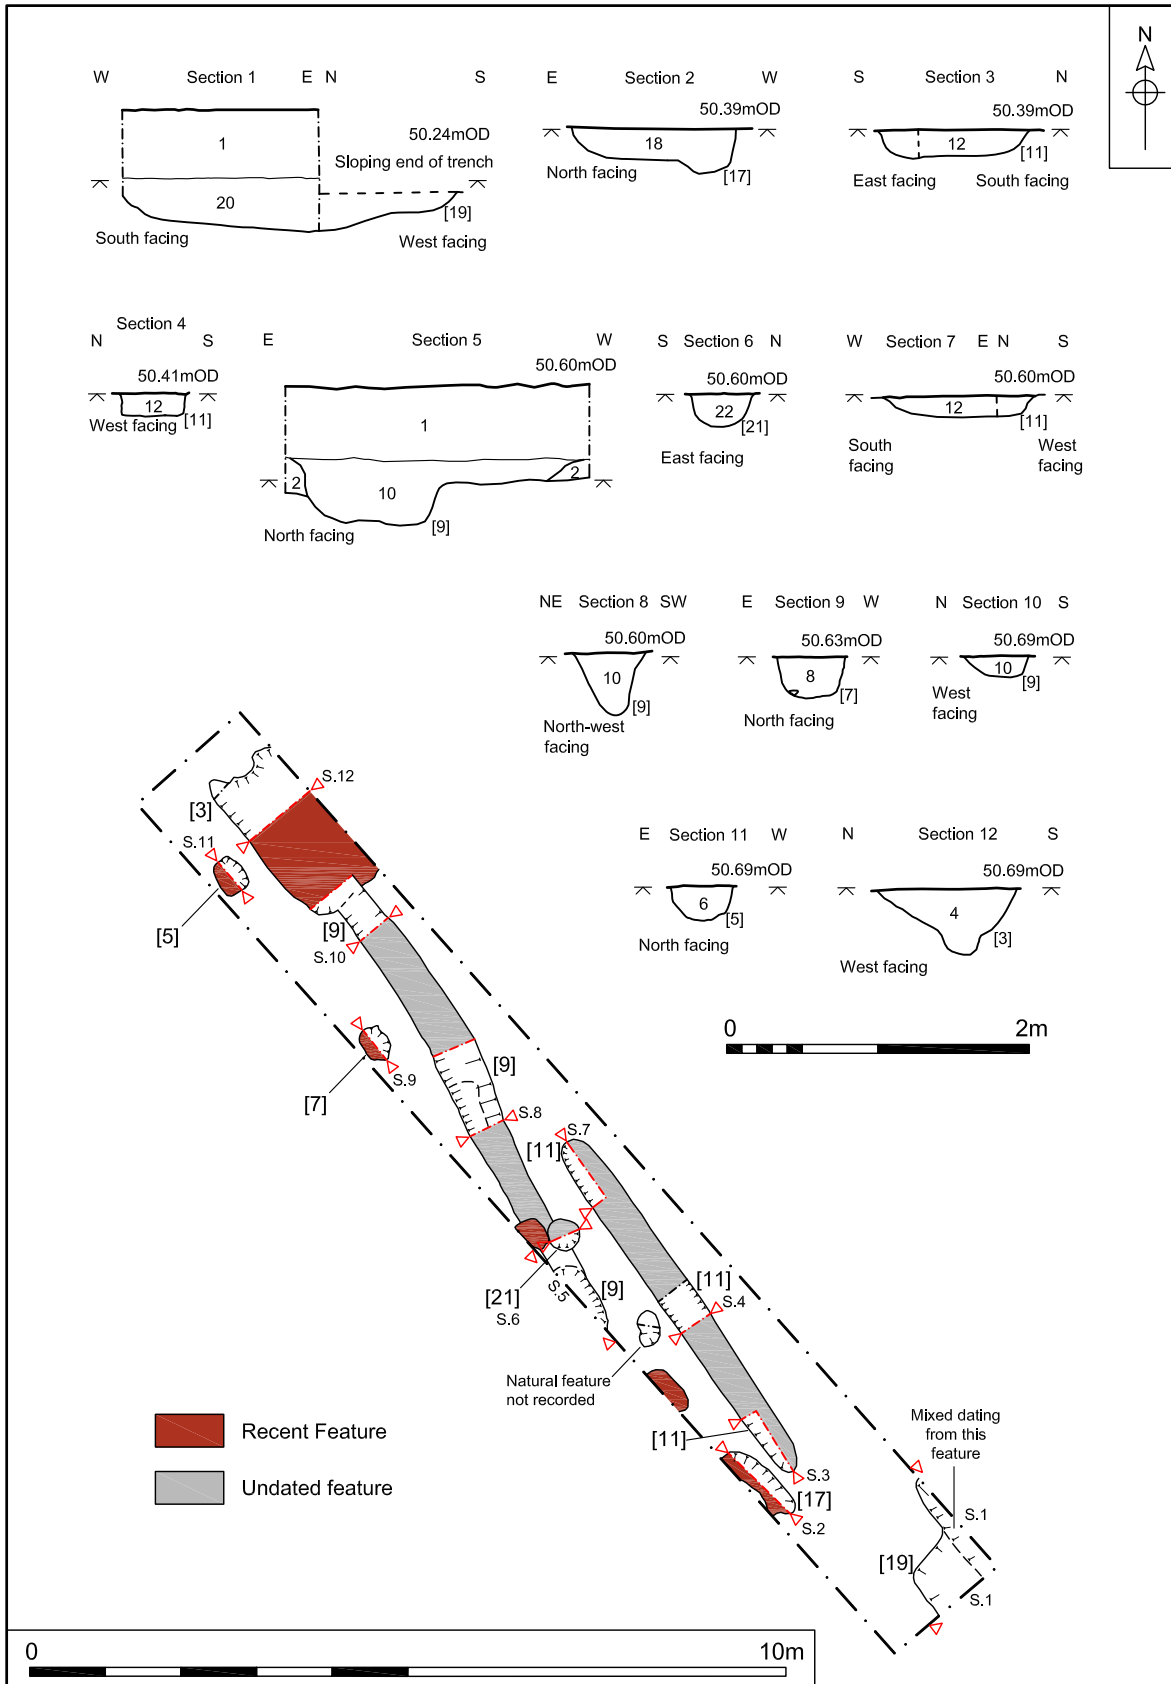 N
W Section 1 E N S
1
50.24mOD
Sloping end of trench
20
[19]
South facing West facing
E Section 2 W
50.39mOD
18
North facing [17]
S Section 3 N
50.39mOD
12
[11]
East facing South facing
Section 4
N S
50.41mOD
12
West facing [11]
E Section 5 W
50.60mOD
1
2 10 2
North facing [9]
S Section 6 N
50.60mOD
22
[21]
East facing
W Section 7 E N S
50.60mOD
12
[11]
South facing
West facing
NE Section 8 SW
50.60mOD
10
[9]
North-west
facing
E Section 9 W
50.63mOD
8
[7]
North facing
N Section 10 S
50.69mOD
10
[9]
West
facing
E Section 11 W
50.69mOD
6
[5]
North facing
N Section 12 S
50.69mOD
4
[3]
West facing
0 2m
S.12
[3]
S.11
[5]
[9]
S.10
[9]
[7]
S.9
S.8
S.7
[11]
[21]
S.6
S.5
[9]
[11]
S.4
Natural feature
not recorded
[11]
S.3
[17]
S.2
Mixed dating
from this
feature
S.1
[19]
S.1
Recent Feature
Undated feature
0 10m